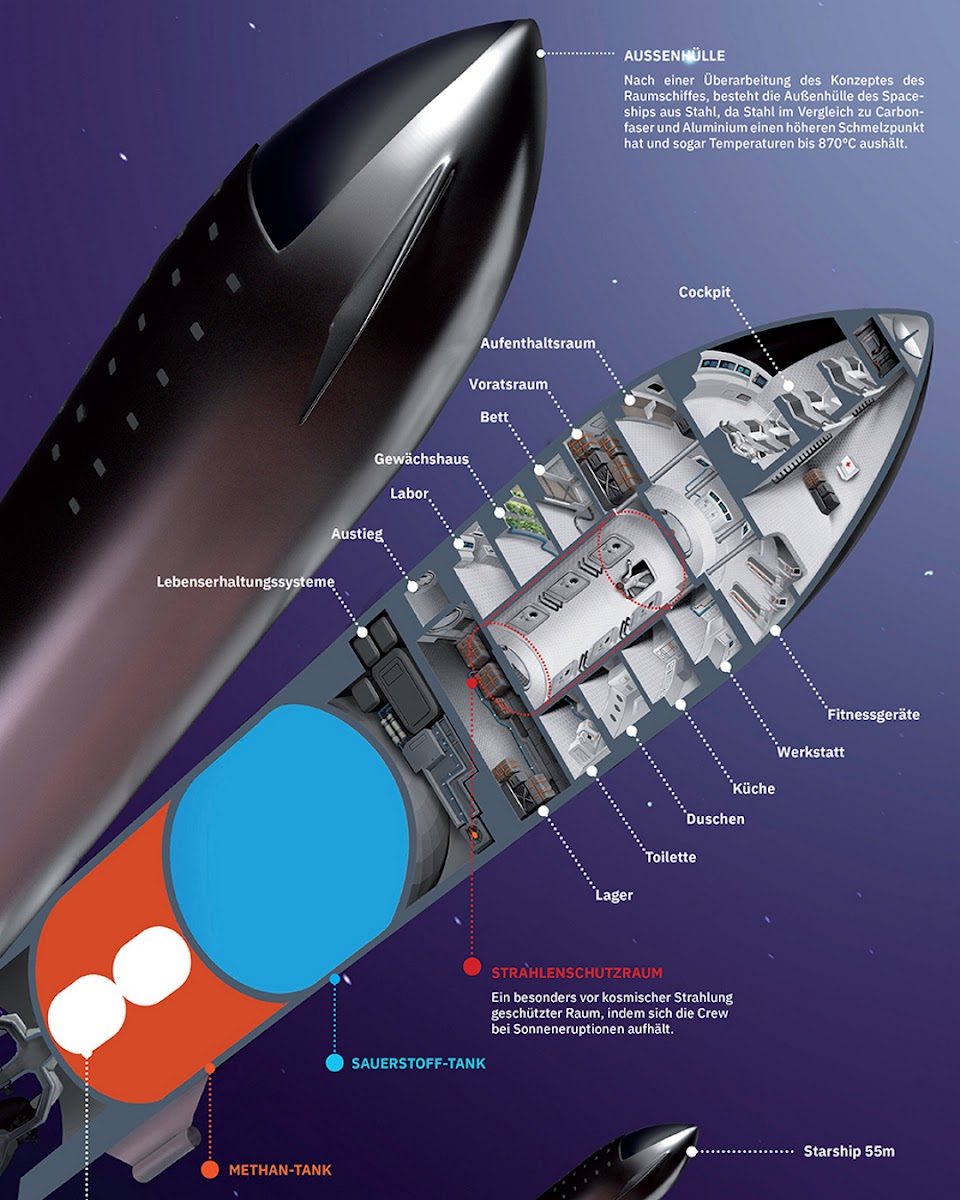 AUSSENHÜLLE
Nach einer Überarbeitung des Konzeptes des
Raumschiffes, besteht die Außenhülle des Space-
ships aus Stahl, da Stahl im Vergleich zu Carbon-
faser und Aluminium einen höheren Schmelzpunkt
hat und sogar Temperaturen bis 870°C aushält.
Cockpit
Aufenthaltsraum
Voratsraum
Bett
Gewächshaus
Labor
Austieg
Lebenserhaltungssysteme
Fitnessgeräte
Werkstatt
Küche
Duschen
Toilette
Lager
STRAHLENSCHUTZRAUM
Ein besonders vor kosmischer Strahlung
geschützter Raum, indem sich die Crew
bei Sonneneruptionen aufhält.
SAUERSTOFF-TANK
METHAN-TANK
Starship 55m